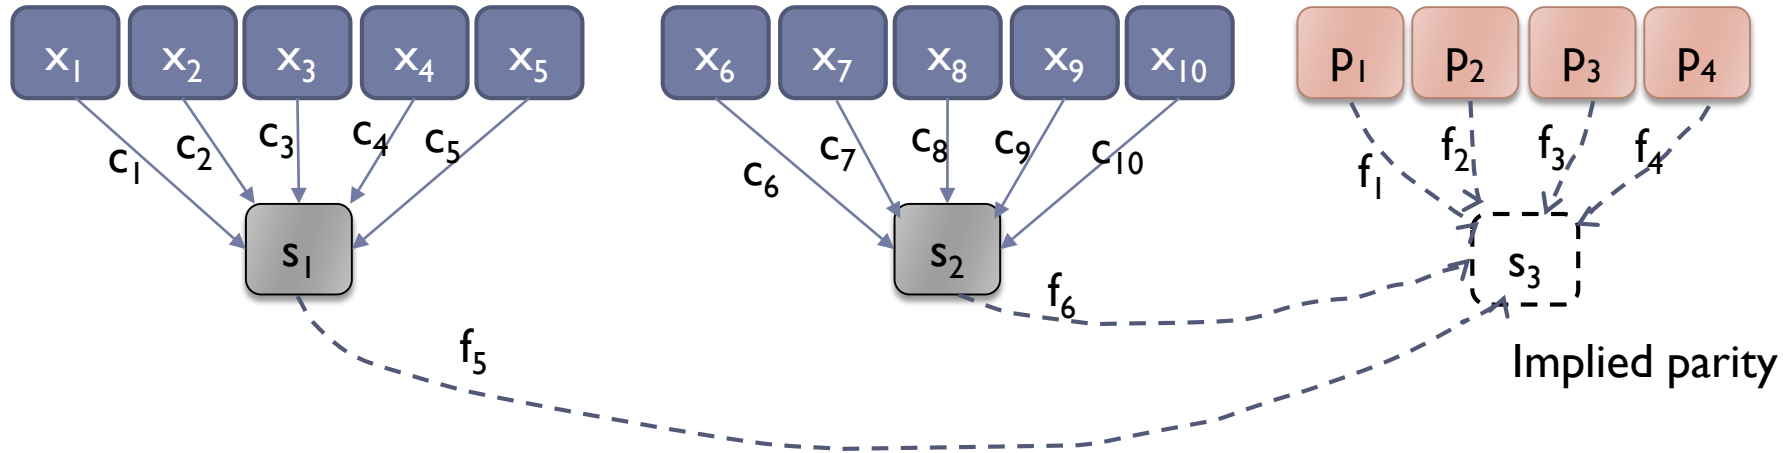 x₁ x₂ x₃ x₄ x₅ x₆ x₇ x₈ x₉ x₁₀ p₁ p₂ p₃ p₄
c₁ c₂ c₃ c₄ c₅ c₆ c₇ c₈ c₉ c₁₀ f₁ f₂ f₃ f₄
s₁ s₂ s₃
f₅ f₆
Implied parity